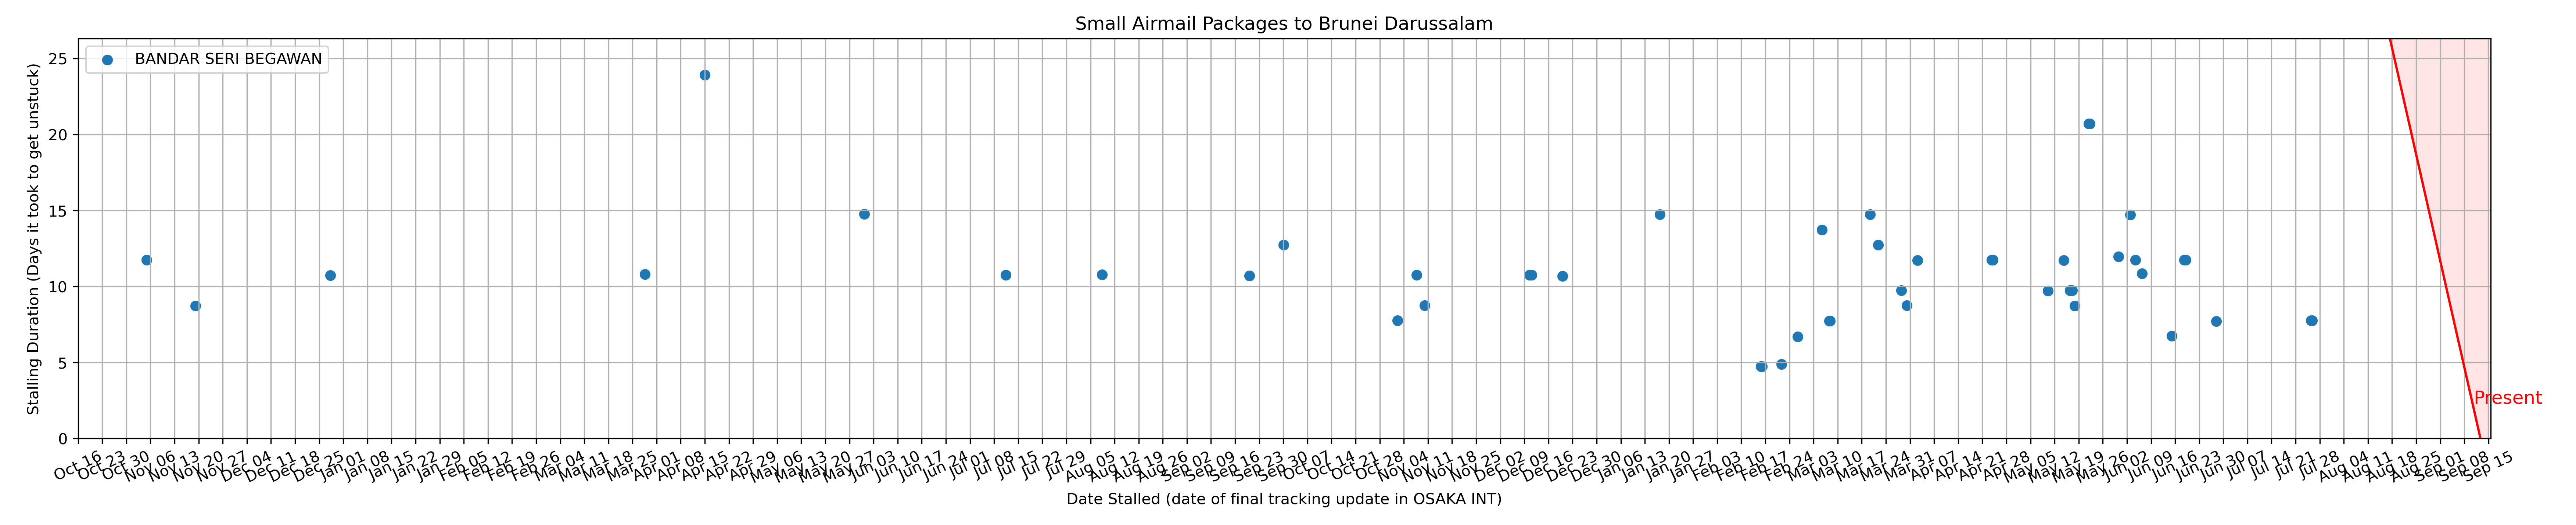 Small Airmail Packages to Brunei Darussalam
BANDAR SERI BEGAWAN
Stalling Duration (Days it took to get unstuck)
25
20
15
10
5
0
Present
Oct 16 Oct 23 Oct 30 Nov 06 Nov 13 Nov 20 Nov 27 Dec 04 Dec 11 Dec 18 Dec 25 Jan 01 Jan 08 Jan 15 Jan 22 Jan 29 Feb 05 Feb 12 Feb 19 Feb 26 Mar 04 Mar 11 Mar 18 Mar 25 Apr 01 Apr 08 Apr 15 Apr 22 Apr 29 May 06 May 13 May 20 May 27 Jun 03 Jun 10 Jun 17 Jun 24 Jul 01 Jul 08 Jul 15 Jul 22 Jul 29 Aug 05 Aug 12 Aug 19 Aug 26 Sep 02 Sep 09 Sep 16 Sep 23 Sep 30 Oct 07 Oct 14 Oct 21 Oct 28 Nov 04 Nov 11 Nov 18 Nov 25 Dec 02 Dec 09 Dec 16 Dec 23 Dec 30 Jan 06 Jan 13 Jan 20 Jan 27 Feb 03 Feb 10 Feb 17 Feb 24 Mar 03 Mar 10 Mar 17 Mar 24 Mar 31 Apr 07 Apr 14 Apr 21 Apr 28 May 05 May 12 May 19 May 26 Jun 02 Jun 09 Jun 16 Jun 23 Jun 30 Jul 07 Jul 14 Jul 21 Jul 28 Aug 04 Aug 11 Aug 18 Aug 25 Sep 01 Sep 08 Sep 15
Date Stalled (date of final tracking update in OSAKA INT)